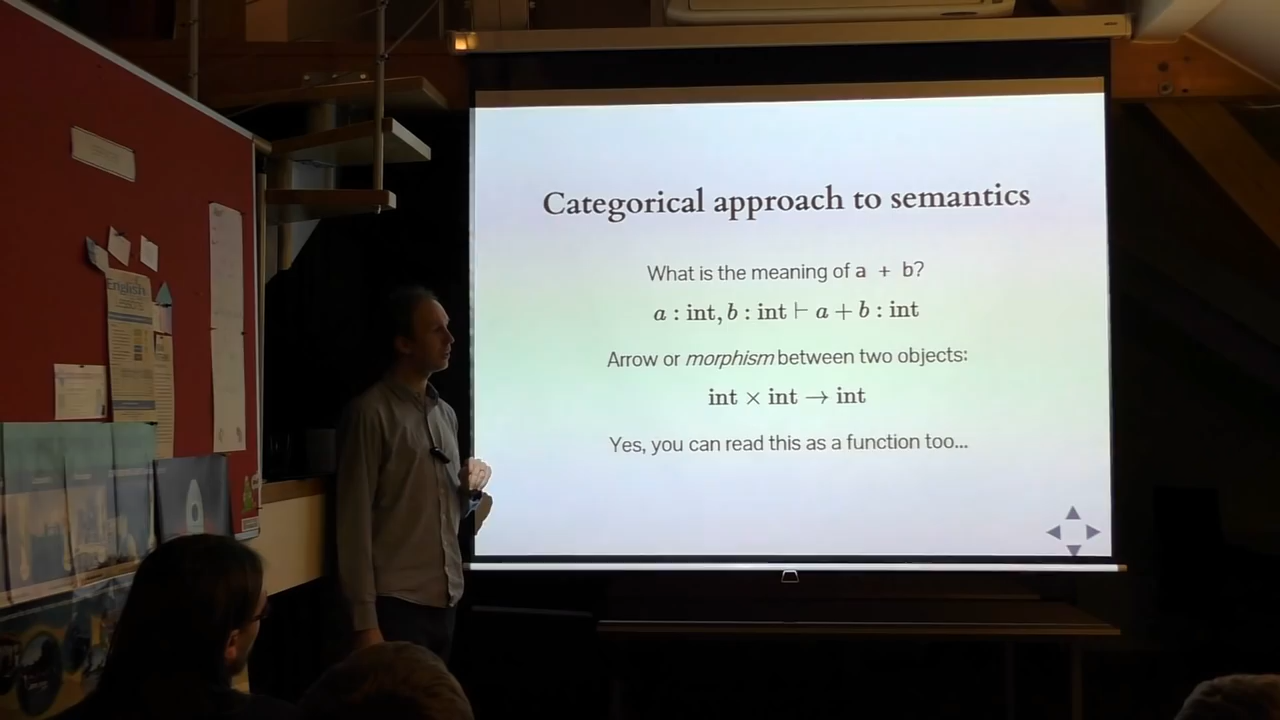 English
Categorical approach to semantics
What is the meaning of a + b?
a : int, b : int ⊢ a + b : int
Arrow or morphism between two objects:
int × int → int
Yes, you can read this as a function too...